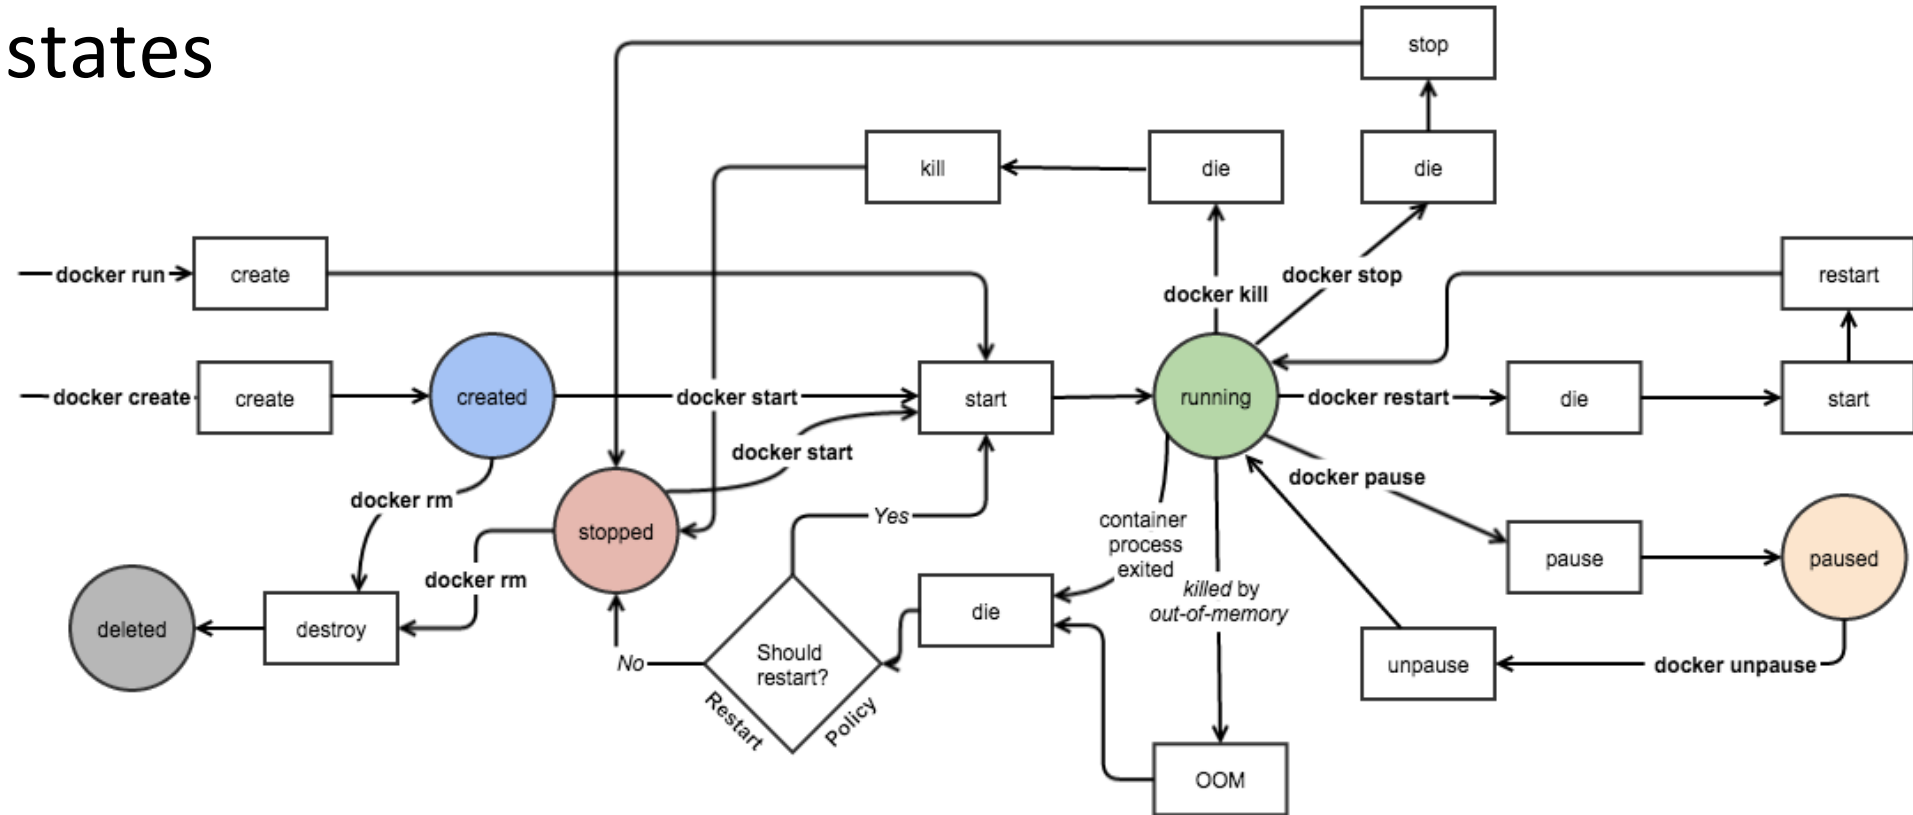 states
stop
kill
die
die
docker run
create
docker kill
docker stop
restart
docker create
create
created
docker start
start
running
docker restart
die
start
docker start
docker pause
docker rm
stopped
Yes
container
process
exited
pause
paused
docker rm
killed by
out-of-memory
deleted
destroy
die
No
Should
restart?
Restart
Policy
unpause
docker unpause
OOM